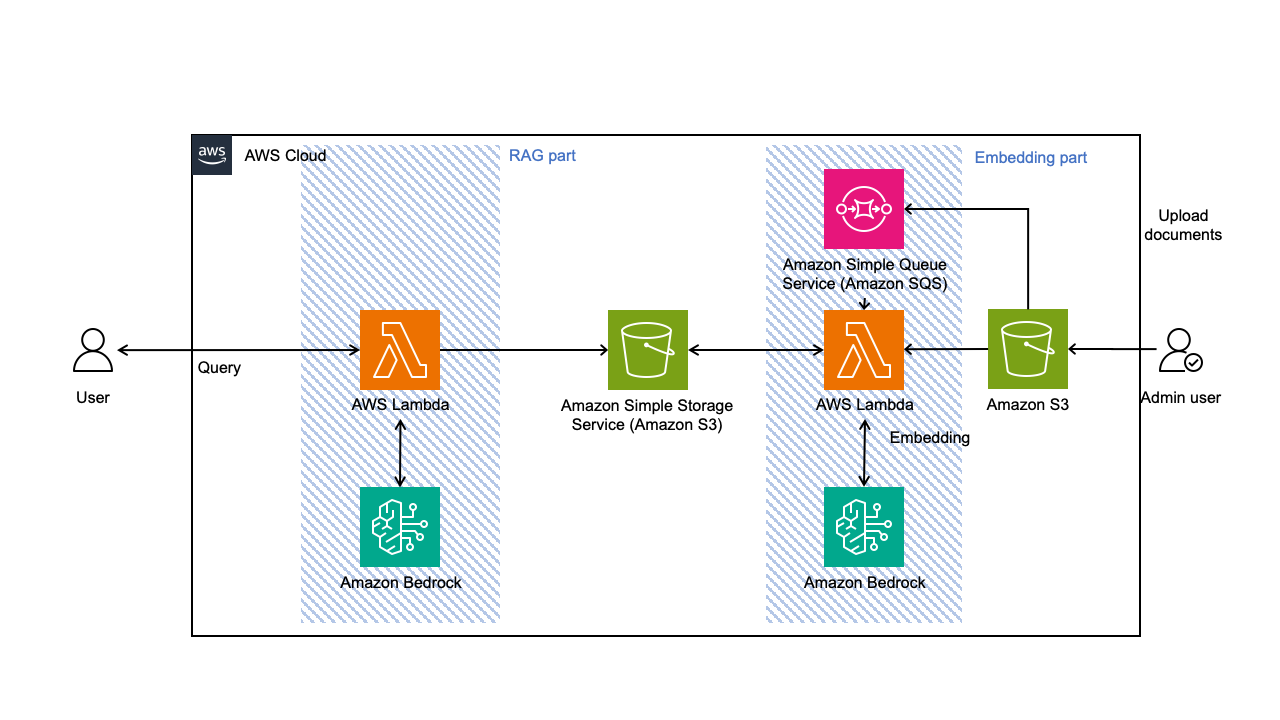 aws
AWS Cloud
RAG part
Embedding part
Upload
documents
Amazon Simple Queue
Service (Amazon SQS)
Query
User
AWS Lambda
Amazon Simple Storage
Service (Amazon S3)
AWS Lambda
Amazon S3
Admin user
Embedding
Amazon Bedrock
Amazon Bedrock